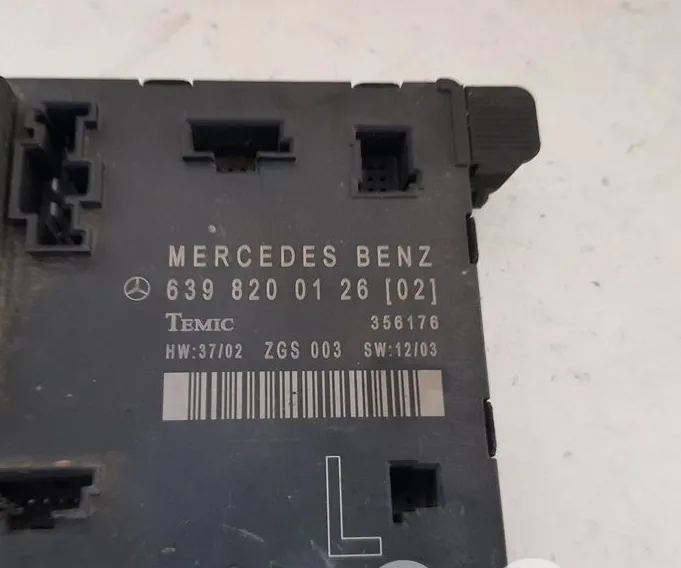 MERCEDES BENZ
639 820 01 26 [02]
TEMIC 356176
HW:37/02 ZGS 003 SW:12/03
L